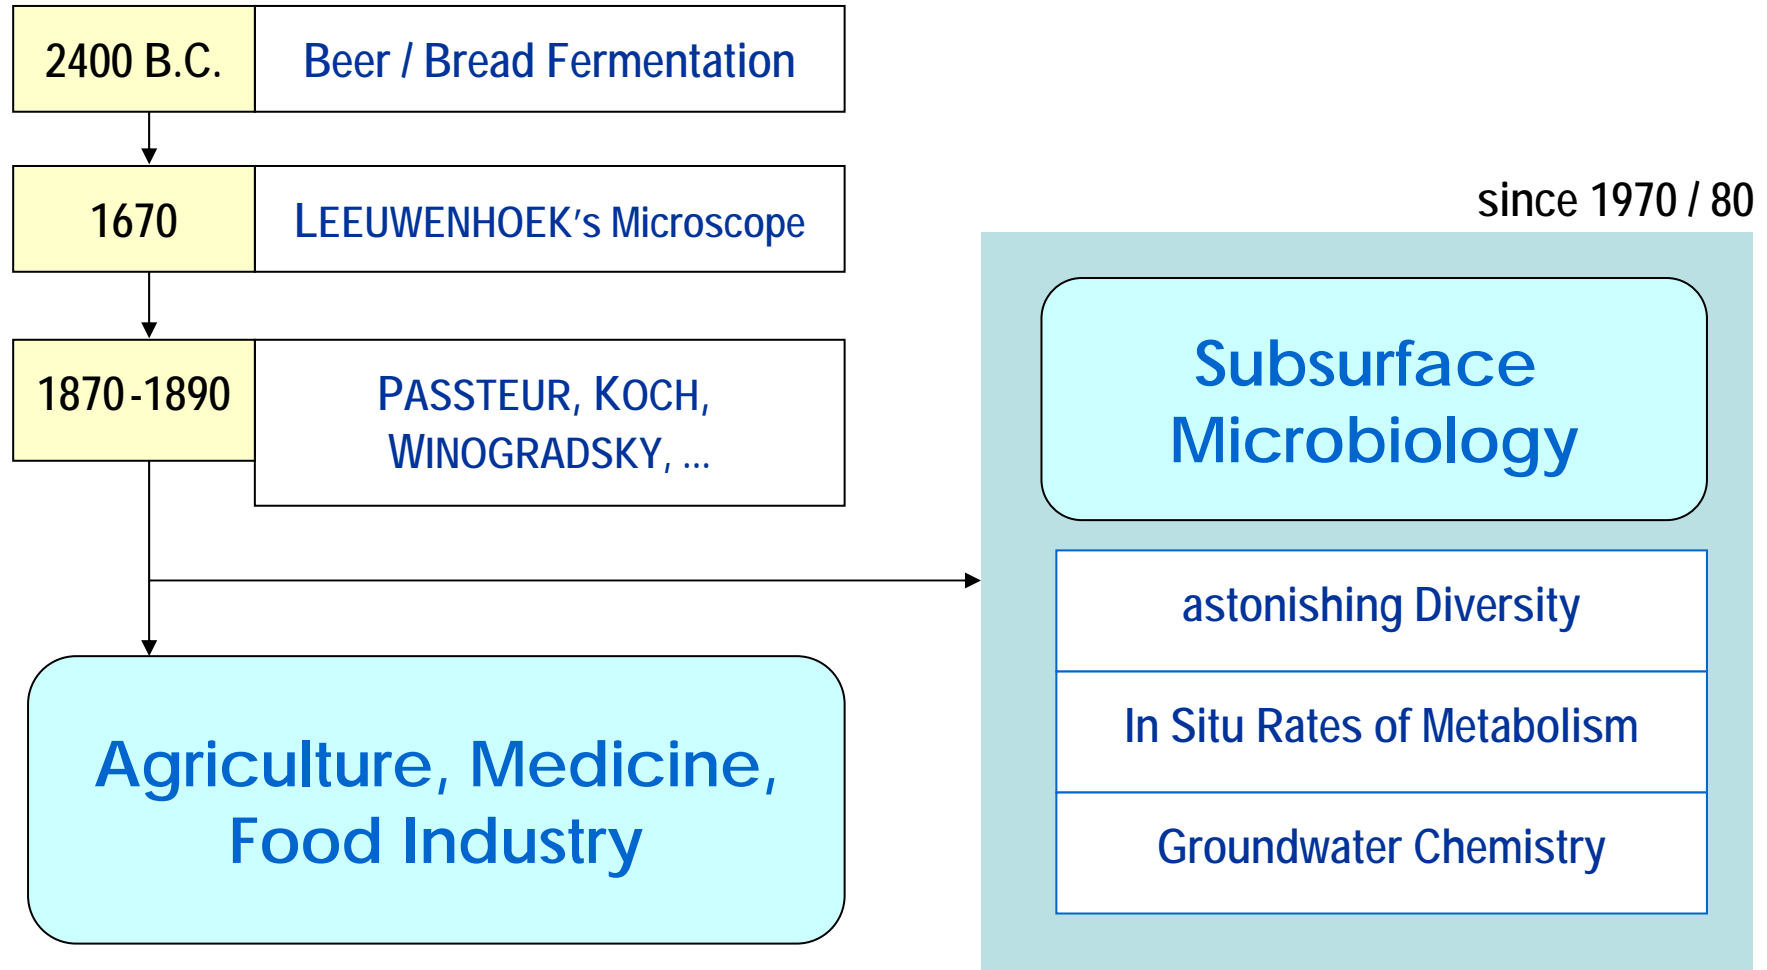 2400 B.C.
Beer / Bread Fermentation
1670
LEEUWENHOEK's Microscope
1870-1890
PASSTEUR, KOCH,
WINOGRADSKY, ...
Agriculture, Medicine,
Food Industry
since 1970 / 80
Subsurface
Microbiology
astonishing Diversity
In Situ Rates of Metabolism
Groundwater Chemistry